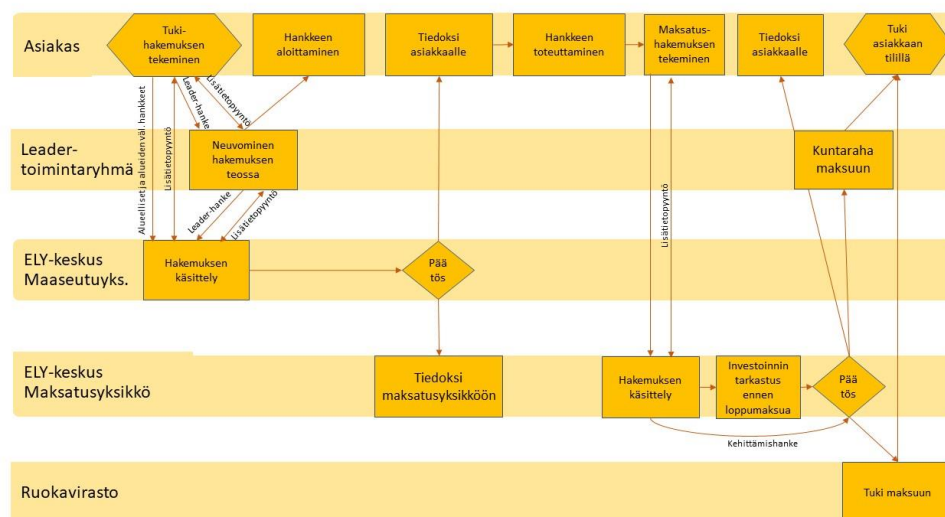 Asiakas
Tuki-
hakemuksen
tekeminen
Hankkeen
aloittaminen
Tiedoksi
asiakkaalle
Hankkeen
toteuttaminen
Maksatus-
hakemuksen
tekeminen
Tiedoksi
asiakkaalle
Tuki
asiakkaan
tilillä
Alueelliset ja alueiden väl. hankkeet
Lisätietopyyntö
Leader-hanke
Lisätietopyyntö
Leader-
toimintaryhmä
Neuvominen
hakemuksen
teossa
Kuntaraha
maksuun
Leader-hanke
Lisätietopyyntö
Lisätietopyyntö
ELY-keskus
Maaseutuyks.
Hakemuksen
käsittely
Pää
tös
ELY-keskus
Maksatusyksikkö
Tiedoksi
maksatusyksikköön
Hakemuksen
käsittely
Investoinnin
tarkastus
ennen
loppumaksua
Pää
tös
Kehittämishanke
Ruokavirasto
Tuki maksuun